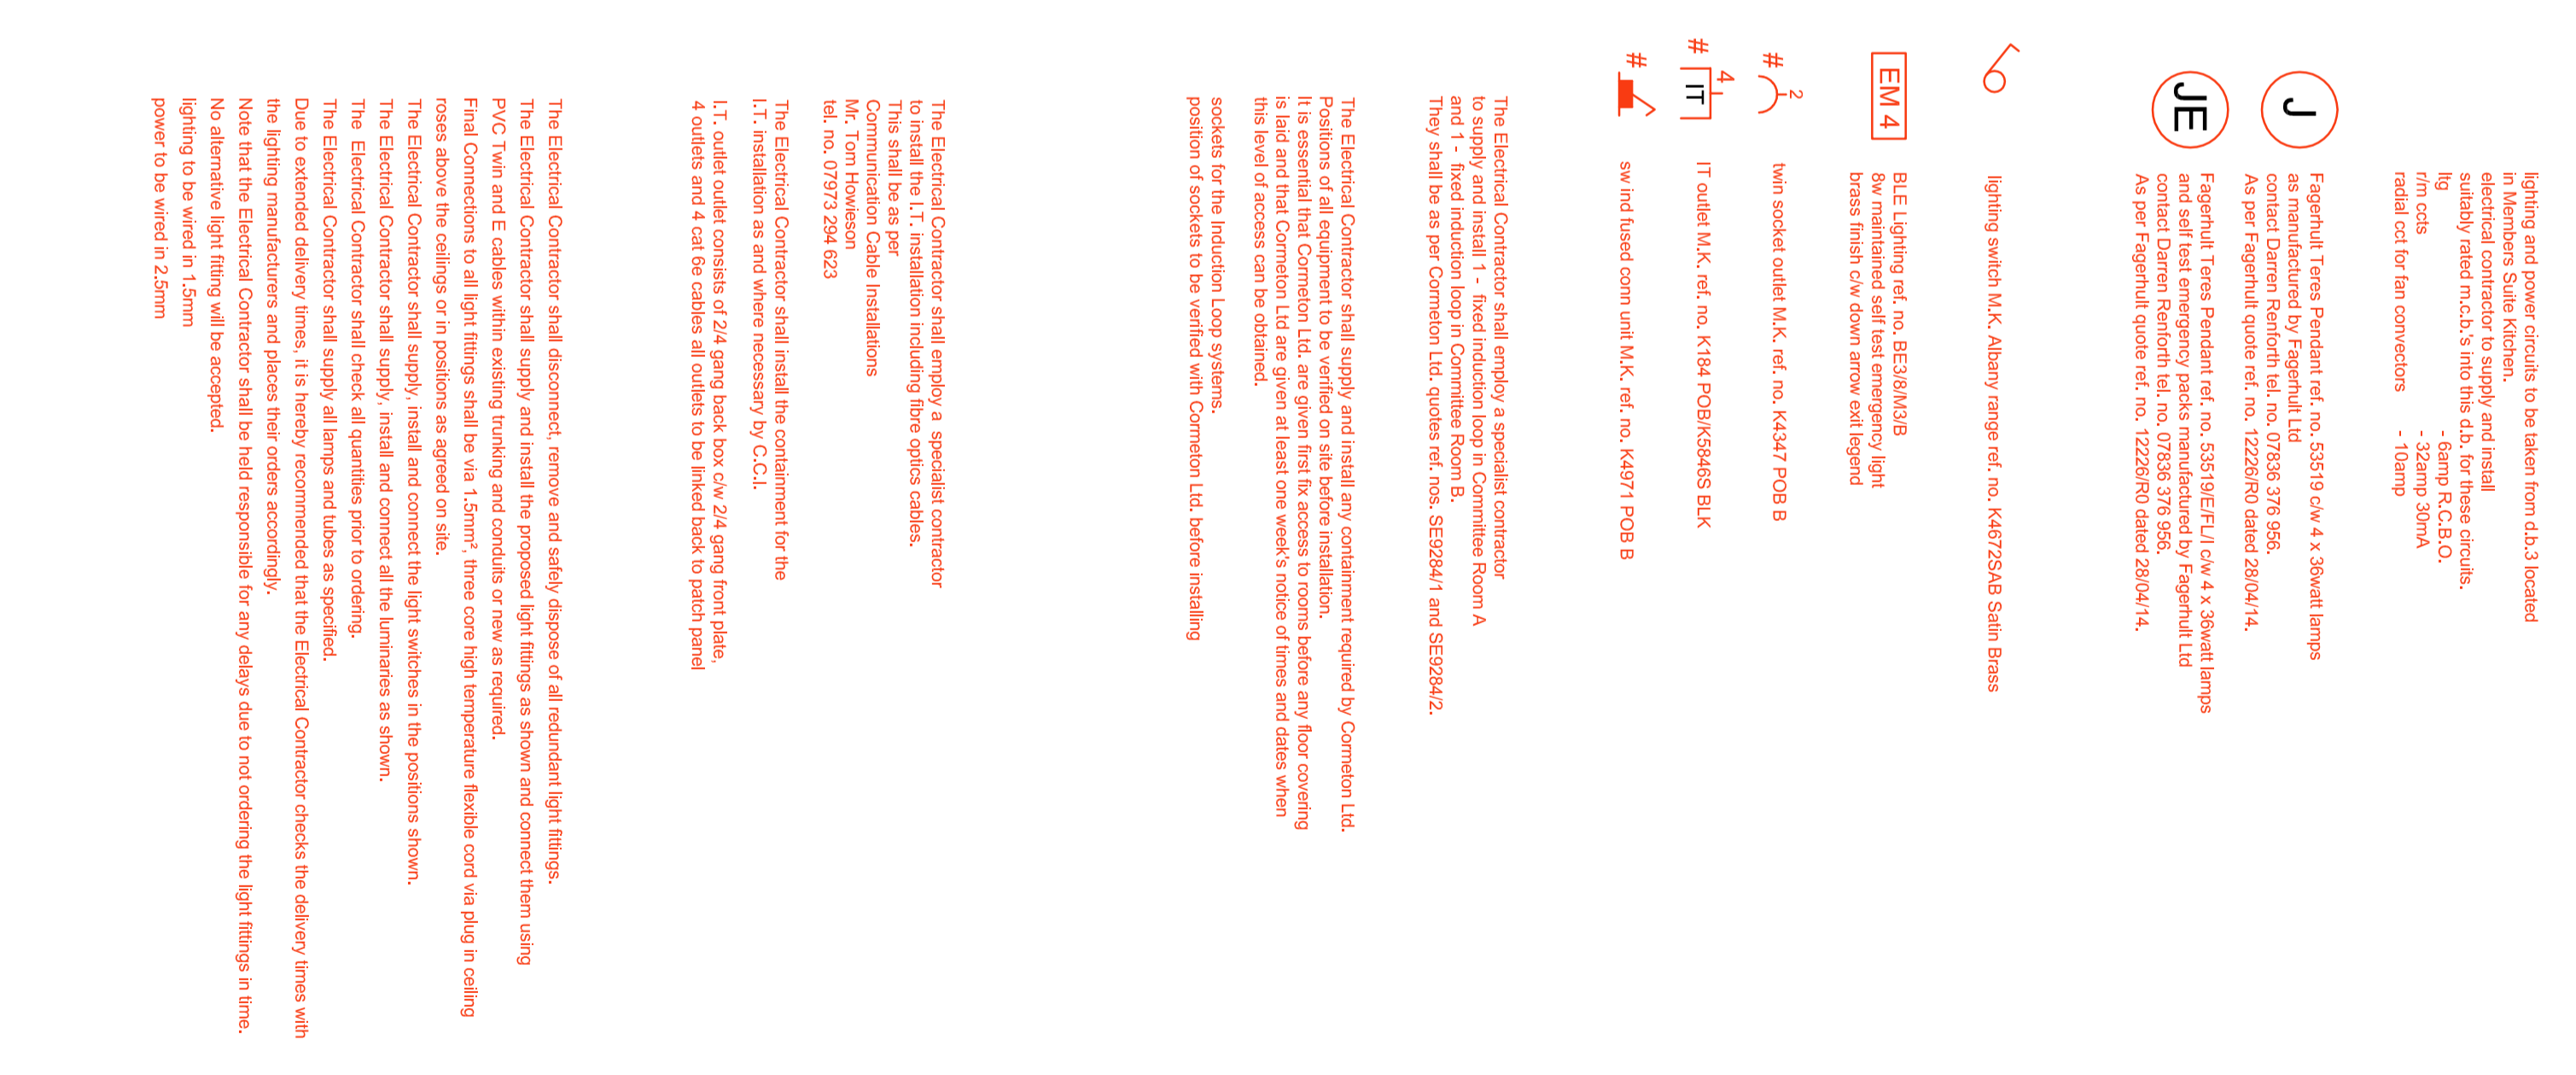 lighting and power circuits to be taken from d.b.3 located
in Members Suite Kitchen.
electrical contractor to supply and install
suitably rated m.c.b.'s into this d.b. for these circuits.
ltg - 6amp R.C.B.O.
r/m ccts - 32amp 30mA
radial cct for fan convectors - 10amp
J
Fagerhult Teres Pendant ref. no. 53519 c/w 4 x 36watt lamps
as manufactured by Fagerhult Ltd
contact Darren Renforth tel. no. 07836 376 956.
As per Fagerhult quote ref. no. 12226/R0 dated 28/04/14.
JE
Fagerhult Teres Pendant ref. no. 53519/E/FL/I c/w 4 x 36watt lamps
and self test emergency packs manufactured by Fagerhult Ltd
contact Darren Renforth tel. no. 07836 376 956.
As per Fagerhult quote ref. no. 12226/R0 dated 28/04/14.
lighting switch M.K. Albany range ref. no. K4672SAB Satin Brass
EM 4
BLE Lighting ref. no. BE3/8/M3/B
8w maintained self test emergency light
brass finish c/w down arrow exit legend
# 2
twin socket outlet M.K. ref. no. K4347 POB B
# IT 4
IT outlet M.K. ref. no. K184 POB/K5846S BLK
#
sw ind fused conn unit M.K. ref. no. K4971 POB B
The Electrical Contractor shall employ a specialist contractor
to supply and install 1 - fixed induction loop in Committee Room A
and 1 - fixed induction loop in Committee Room B.
They shall be as per Cormeton Ltd. quotes ref. nos. SE9284/1 and SE9284/2.
The Electrical Contractor shall supply and install any containment required by Cormeton Ltd.
Positions of all equipment to be verified on site before installation.
It is essential that Cormeton Ltd. are given first fix access to rooms before any floor covering
is laid and that Cormeton Ltd are given at least one week's notice of times and dates when
this level of access can be obtained.
sockets for the Induction Loop systems.
position of sockets to be verified with Cormeton Ltd. before installing
The Electrical Contractor shall employ a specialist contractor
to install the I.T. installation including fibre optics cables.
This shall be as per
Communication Cable Installations
Mr. Tom Howieson
tel. no. 07973 294 623
The Electrical Contractor shall install the containment for the
I.T. installation as and where necessary by C.C.I.
I.T. outlet outlet consists of 2/4 gang back box c/w 2/4 gang front plate,
4 outlets and 4 cat 6e cables all outlets to be linked back to patch panel
The Electrical Contractor shall disconnect, remove and safely dispose of all redundant light fittings.
The Electrical Contractor shall supply and install the proposed light fittings as shown and connect them using
PVC Twin and E cables within existing trunking and conduits or new as required.
Final Connections to all light fittings shall be via 1.5mm², three core high temperature flexible cord via plug in ceiling
roses above the ceilings or in positions as agreed on site.
The Electrical Contractor shall supply, install and connect the light switches in the positions shown.
The Electrical Contractor shall supply, install and connect all the luminaries as shown.
The Electrical Contractor shall check all quantities prior to ordering.
The Electrical Contractor shall supply all lamps and tubes as specified.
Due to extended delivery times, it is hereby recommended that the Electrical Contractor checks the delivery times with
the lighting manufacturers and places their orders accordingly.
Note that the Electrical Contractor shall be held responsible for any delays due to not ordering the light fittings in time.
No alternative light fitting will be accepted.
lighting to be wired in 1.5mm
power to be wired in 2.5mm